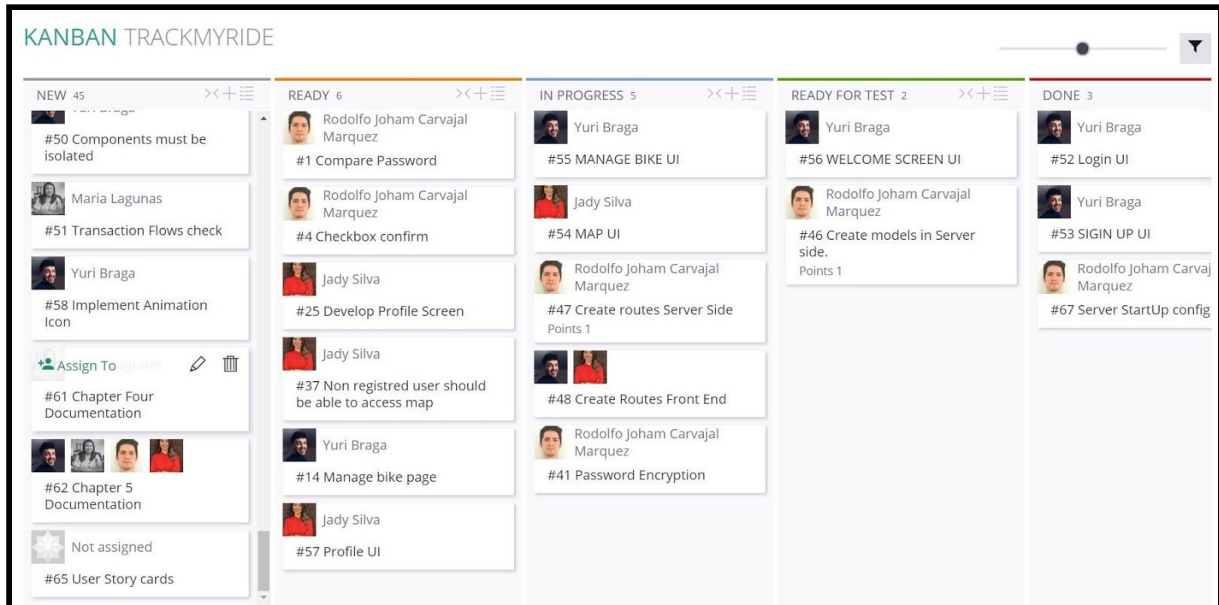 KANBAN TRACKMYRIDE
NEW 45
Yuri Braga
#50 Components must be
isolated
Maria Lagunas
#51 Transaction Flows check
Yuri Braga
#58 Implement Animation
Icon
Assign To
#61 Chapter Four
Documentation
#62 Chapter 5
Documentation
Not assigned
#65 User Story cards
READY 6
Rodolfo Joham Carvajal
Marquez
#1 Compare Password
Rodolfo Joham Carvajal
Marquez
#4 Checkbox confirm
Jady Silva
#25 Develop Profile Screen
Jady Silva
#37 Non registred user should
be able to access map
Yuri Braga
#14 Manage bike page
Jady Silva
#57 Profile UI
IN PROGRESS 5
Yuri Braga
#55 MANAGE BIKE UI
Jady Silva
#54 MAP UI
Rodolfo Joham Carvajal
Marquez
#47 Create routes Server Side
Points 1
#48 Create Routes Front End
Rodolfo Joham Carvajal
Marquez
#41 Password Encryption
READY FOR TEST 2
Yuri Braga
#56 WELCOME SCREEN UI
Rodolfo Joham Carvajal
Marquez
#46 Create models in Server
side.
Points 1
DONE 3
Yuri Braga
#52 Login UI
Yuri Braga
#53 SIGIN UP UI
Rodolfo Joham Carvaj
Marquez
#67 Server StartUp config